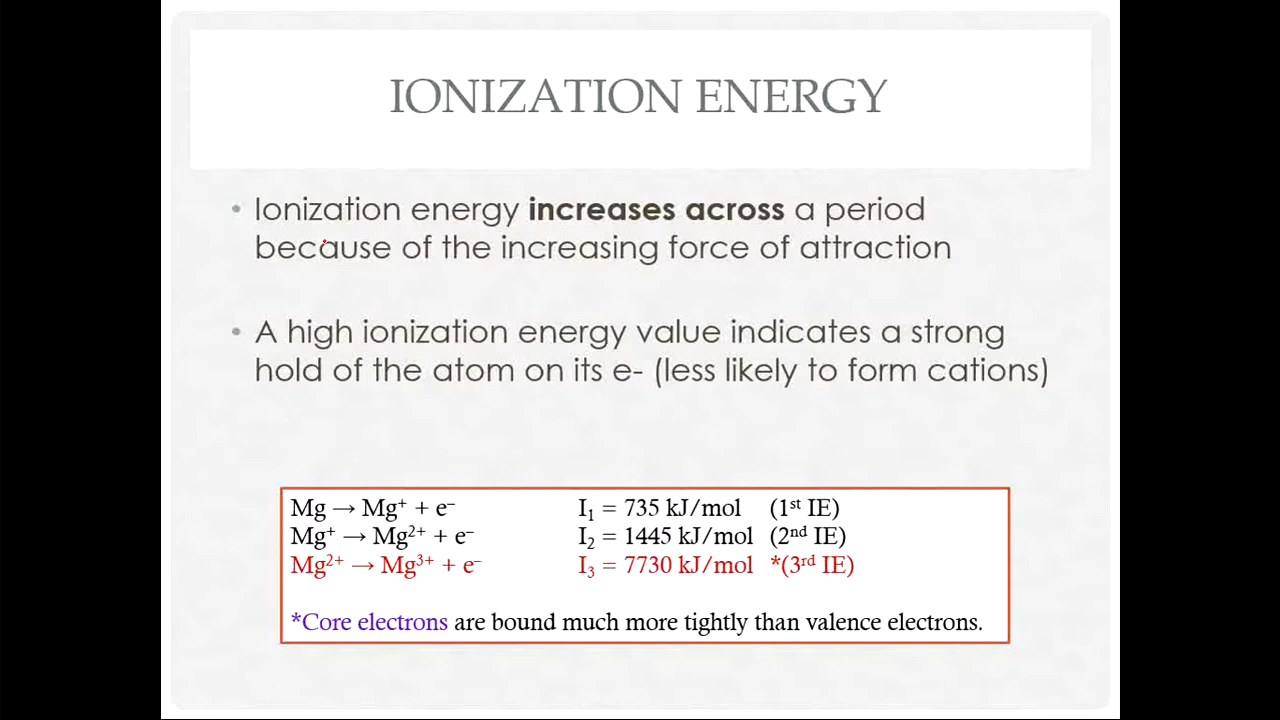 IONIZATION ENERGY
• Ionization energy increases across a period
because of the increasing force of attraction
• A high ionization energy value indicates a strong
hold of the atom on its e- (less likely to form cations)
Mg → Mg⁺ + e⁻ I₁ = 735 kJ/mol (1ˢᵗ IE)
Mg⁺ → Mg²⁺ + e⁻ I₂ = 1445 kJ/mol (2ⁿᵈ IE)
Mg²⁺ → Mg³⁺ + e⁻ I₃ = 7730 kJ/mol *(3ʳᵈ IE)
*Core electrons are bound much more tightly than valence electrons.